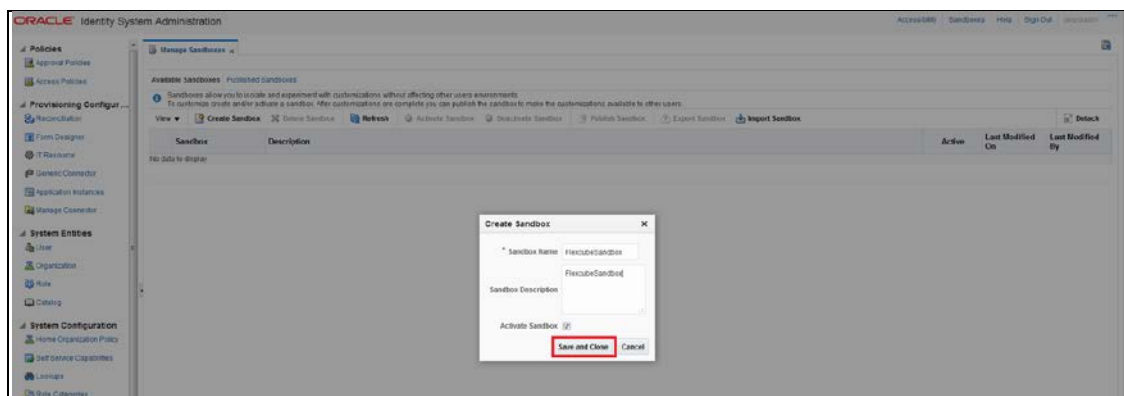 ORACLE Identity System Administration
Accessibility Sandboxes Help Sign Out
Policies
Approval Policies
Access Policies
Provisioning Configur...
Reconciliation
Form Designer
IT Resource
Generic Connector
Application Instances
Manage Connector
System Entities
User
Organization
Role
Catalog
System Configuration
Home Organization Policy
Self Service Capabilities
Lookups
Role Categories
Manage Sandboxes
Available Sandboxes Published Sandboxes
Sandboxes allow you to isolate and experiment with customizations without affecting other users environments.
To customize create and/or activate a sandbox. After customizations are complete you can publish the sandbox to make the customizations available to other users.
View Create Sandbox Delete Sandbox Refresh Activate Sandbox Deactivate Sandbox Publish Sandbox Export Sandbox Import Sandbox Detach
Sandbox Description Active Last Modified On Last Modified By
No data to display
Create Sandbox
* Sandbox Name FlexcubeSandbox
Sandbox Description FlexcubeSandbox
Activate Sandbox
Save and Close Cancel